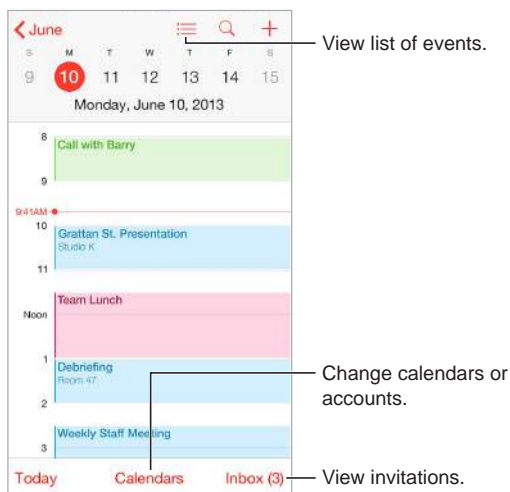 June
View list of events.
S M T W T F S
9 10 11 12 13 14 15
Monday, June 10, 2013
8
Call with Barry
9
9:41AM
10
Grattan St. Presentation
Studio K
11
Team Lunch
Noon
1
Debriefing
Room 47
Change calendars or
accounts.
2
Weekly Staff Meeting
3
Today Calendars Inbox (3)
View invitations.